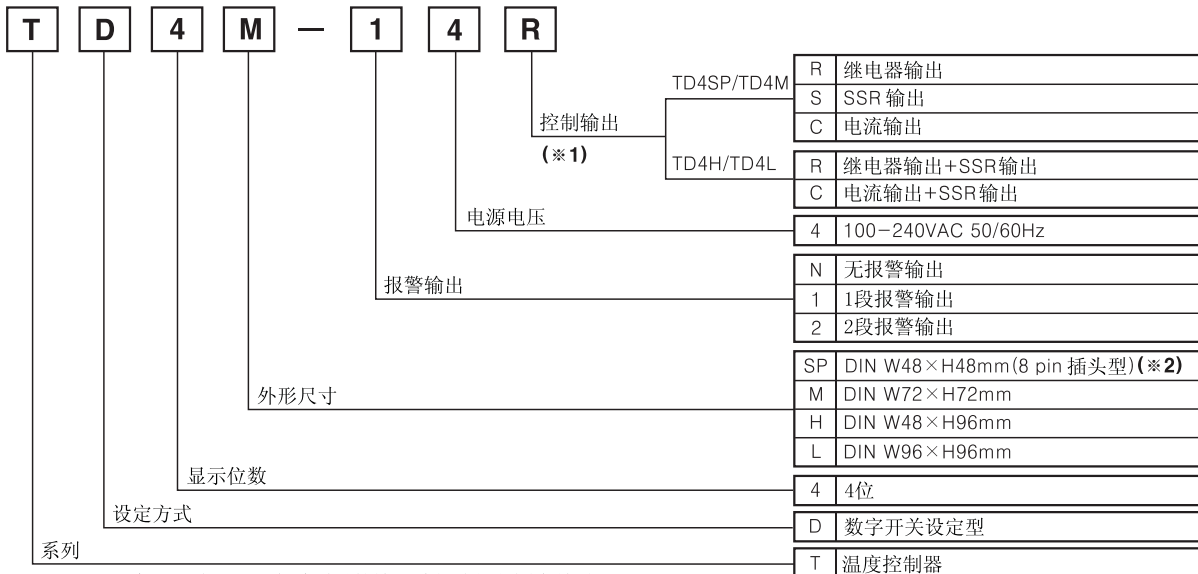 T D 4 M — 1 4 R
TD4SP/TD4M
R 继电器输出
S SSR 输出
C 电流输出
控制输出
(※1)
TD4H/TD4L
R 继电器输出+SSR输出
C 电流输出+SSR输出
电源电压
4 100-240VAC 50/60Hz
报警输出
N 无报警输出
1 1段报警输出
2 2段报警输出
外形尺寸
SP DIN W48×H48mm(8 pin 插头型)(※2)
M DIN W72×H72mm
H DIN W48×H96mm
L DIN W96×H96mm
显示位数
4 4位
设定方式
D 数字开关设定型
系列
T 温度控制器